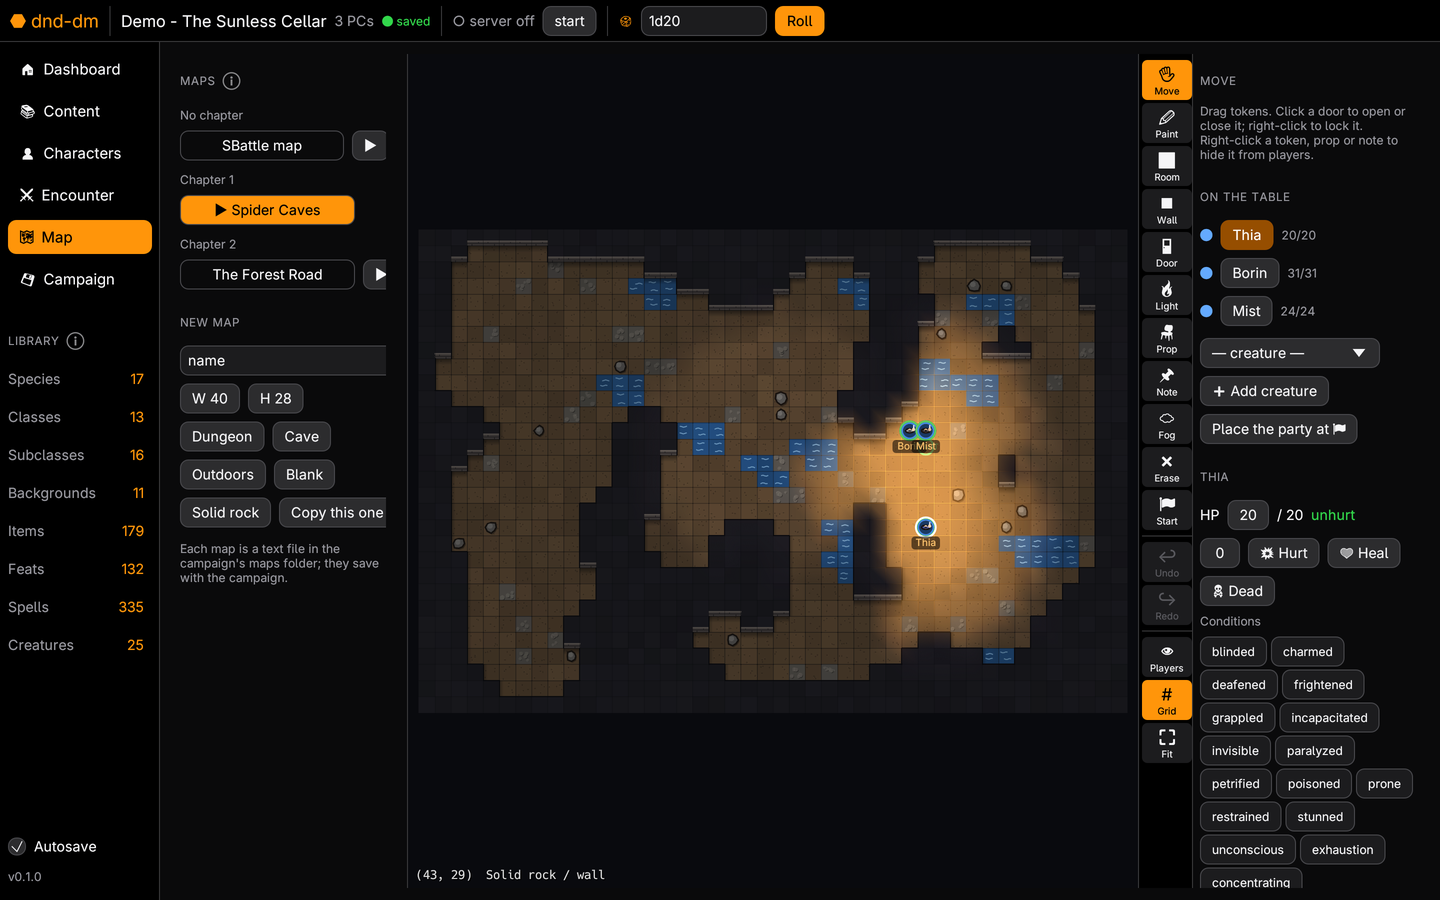 dnd-dm
Demo - The Sunless Cellar
3 PCs
saved
server off
start
1d20
Roll
Dashboard
Content
Characters
Encounter
Map
Campaign
LIBRARY
Species 17
Classes 13
Subclasses 16
Backgrounds 11
Items 179
Feats 132
Spells 335
Creatures 25
Autosave
v0.1.0
MAPS
No chapter
SBattle map
Chapter 1
Spider Caves
Chapter 2
The Forest Road
NEW MAP
name
W 40
H 28
Dungeon
Cave
Outdoors
Blank
Solid rock
Copy this one
Each map is a text file in the
campaign's maps folder; they save
with the campaign.
Mist
Thia
(43, 29) Solid rock / wall
Move
Paint
Room
Wall
Door
Light
Prop
Note
Fog
Erase
Start
Undo
Redo
Players
Grid
Fit
MOVE
Drag tokens. Click a door to open or
close it; right-click to lock it.
Right-click a token, prop or note to
hide it from players.
ON THE TABLE
Thia 20/20
Borin 31/31
Mist 24/24
— creature —
+ Add creature
Place the party at
THIA
HP 20 / 20 unhurt
0
Hurt
Heal
Dead
Conditions
blinded
charmed
deafened
frightened
grappled
incapacitated
invisible
paralyzed
petrified
poisoned
prone
restrained
stunned
unconscious
exhaustion
concentrating